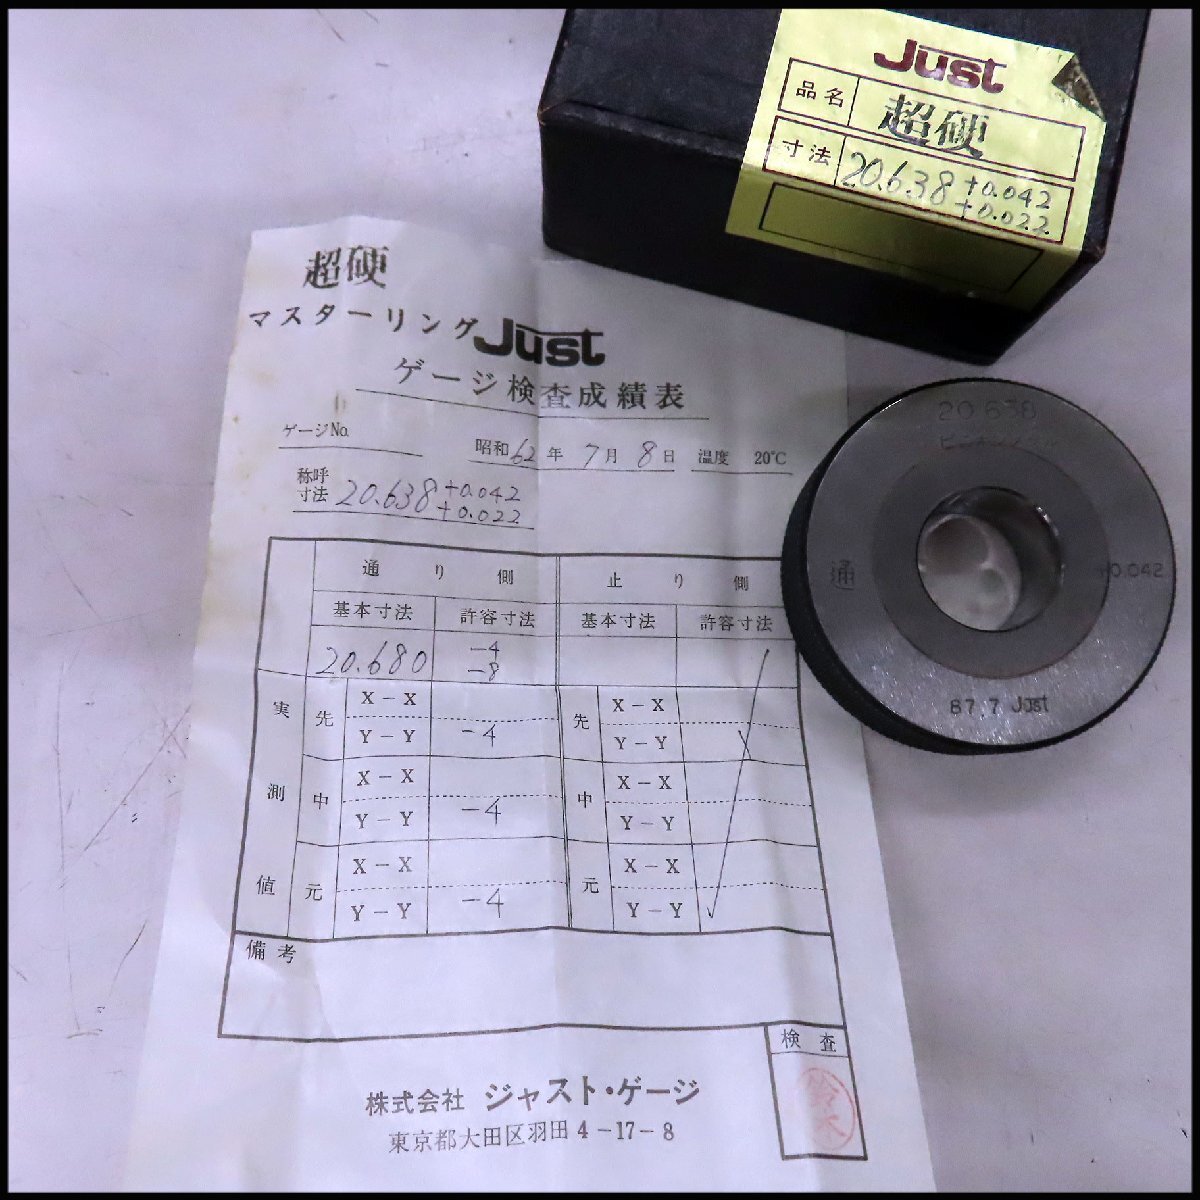 Just
品名 超硬
寸法 20.638 +0.042
+0.022
超硬
マスターリング Just
ゲージ検査成績表
ゲージNo. 昭和62年7月8日 温度 20℃
称呼寸法 20.638 +0.042
+0.022
通り側 止り側
基本寸法 許容寸法 基本寸法 許容寸法
20.680 -4
-8
実測値
先 X-X 先 X-X
Y-Y -4 Y-Y
中 X-X 中 X-X
Y-Y -4 Y-Y
元 X-X 元 X-X
Y-Y -4 Y-Y
備考
検査
鈴木
株式会社 ジャスト・ゲージ
東京都大田区羽田4-17-8
20.638
通
+0.042
87.7 Just